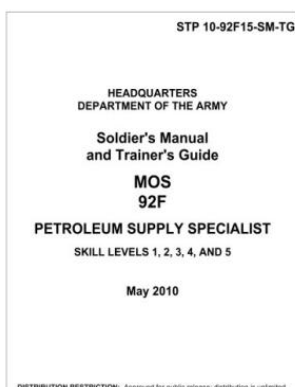 STP 10-92F15-SM-TG
HEADQUARTERS
DEPARTMENT OF THE ARMY
Soldier's Manual
and Trainer's Guide
MOS
92F
PETROLEUM SUPPLY SPECIALIST
SKILL LEVELS 1, 2, 3, 4, AND 5
May 2010
DISTRIBUTION RESTRICTION: Approved for public release; distribution is unlimited.